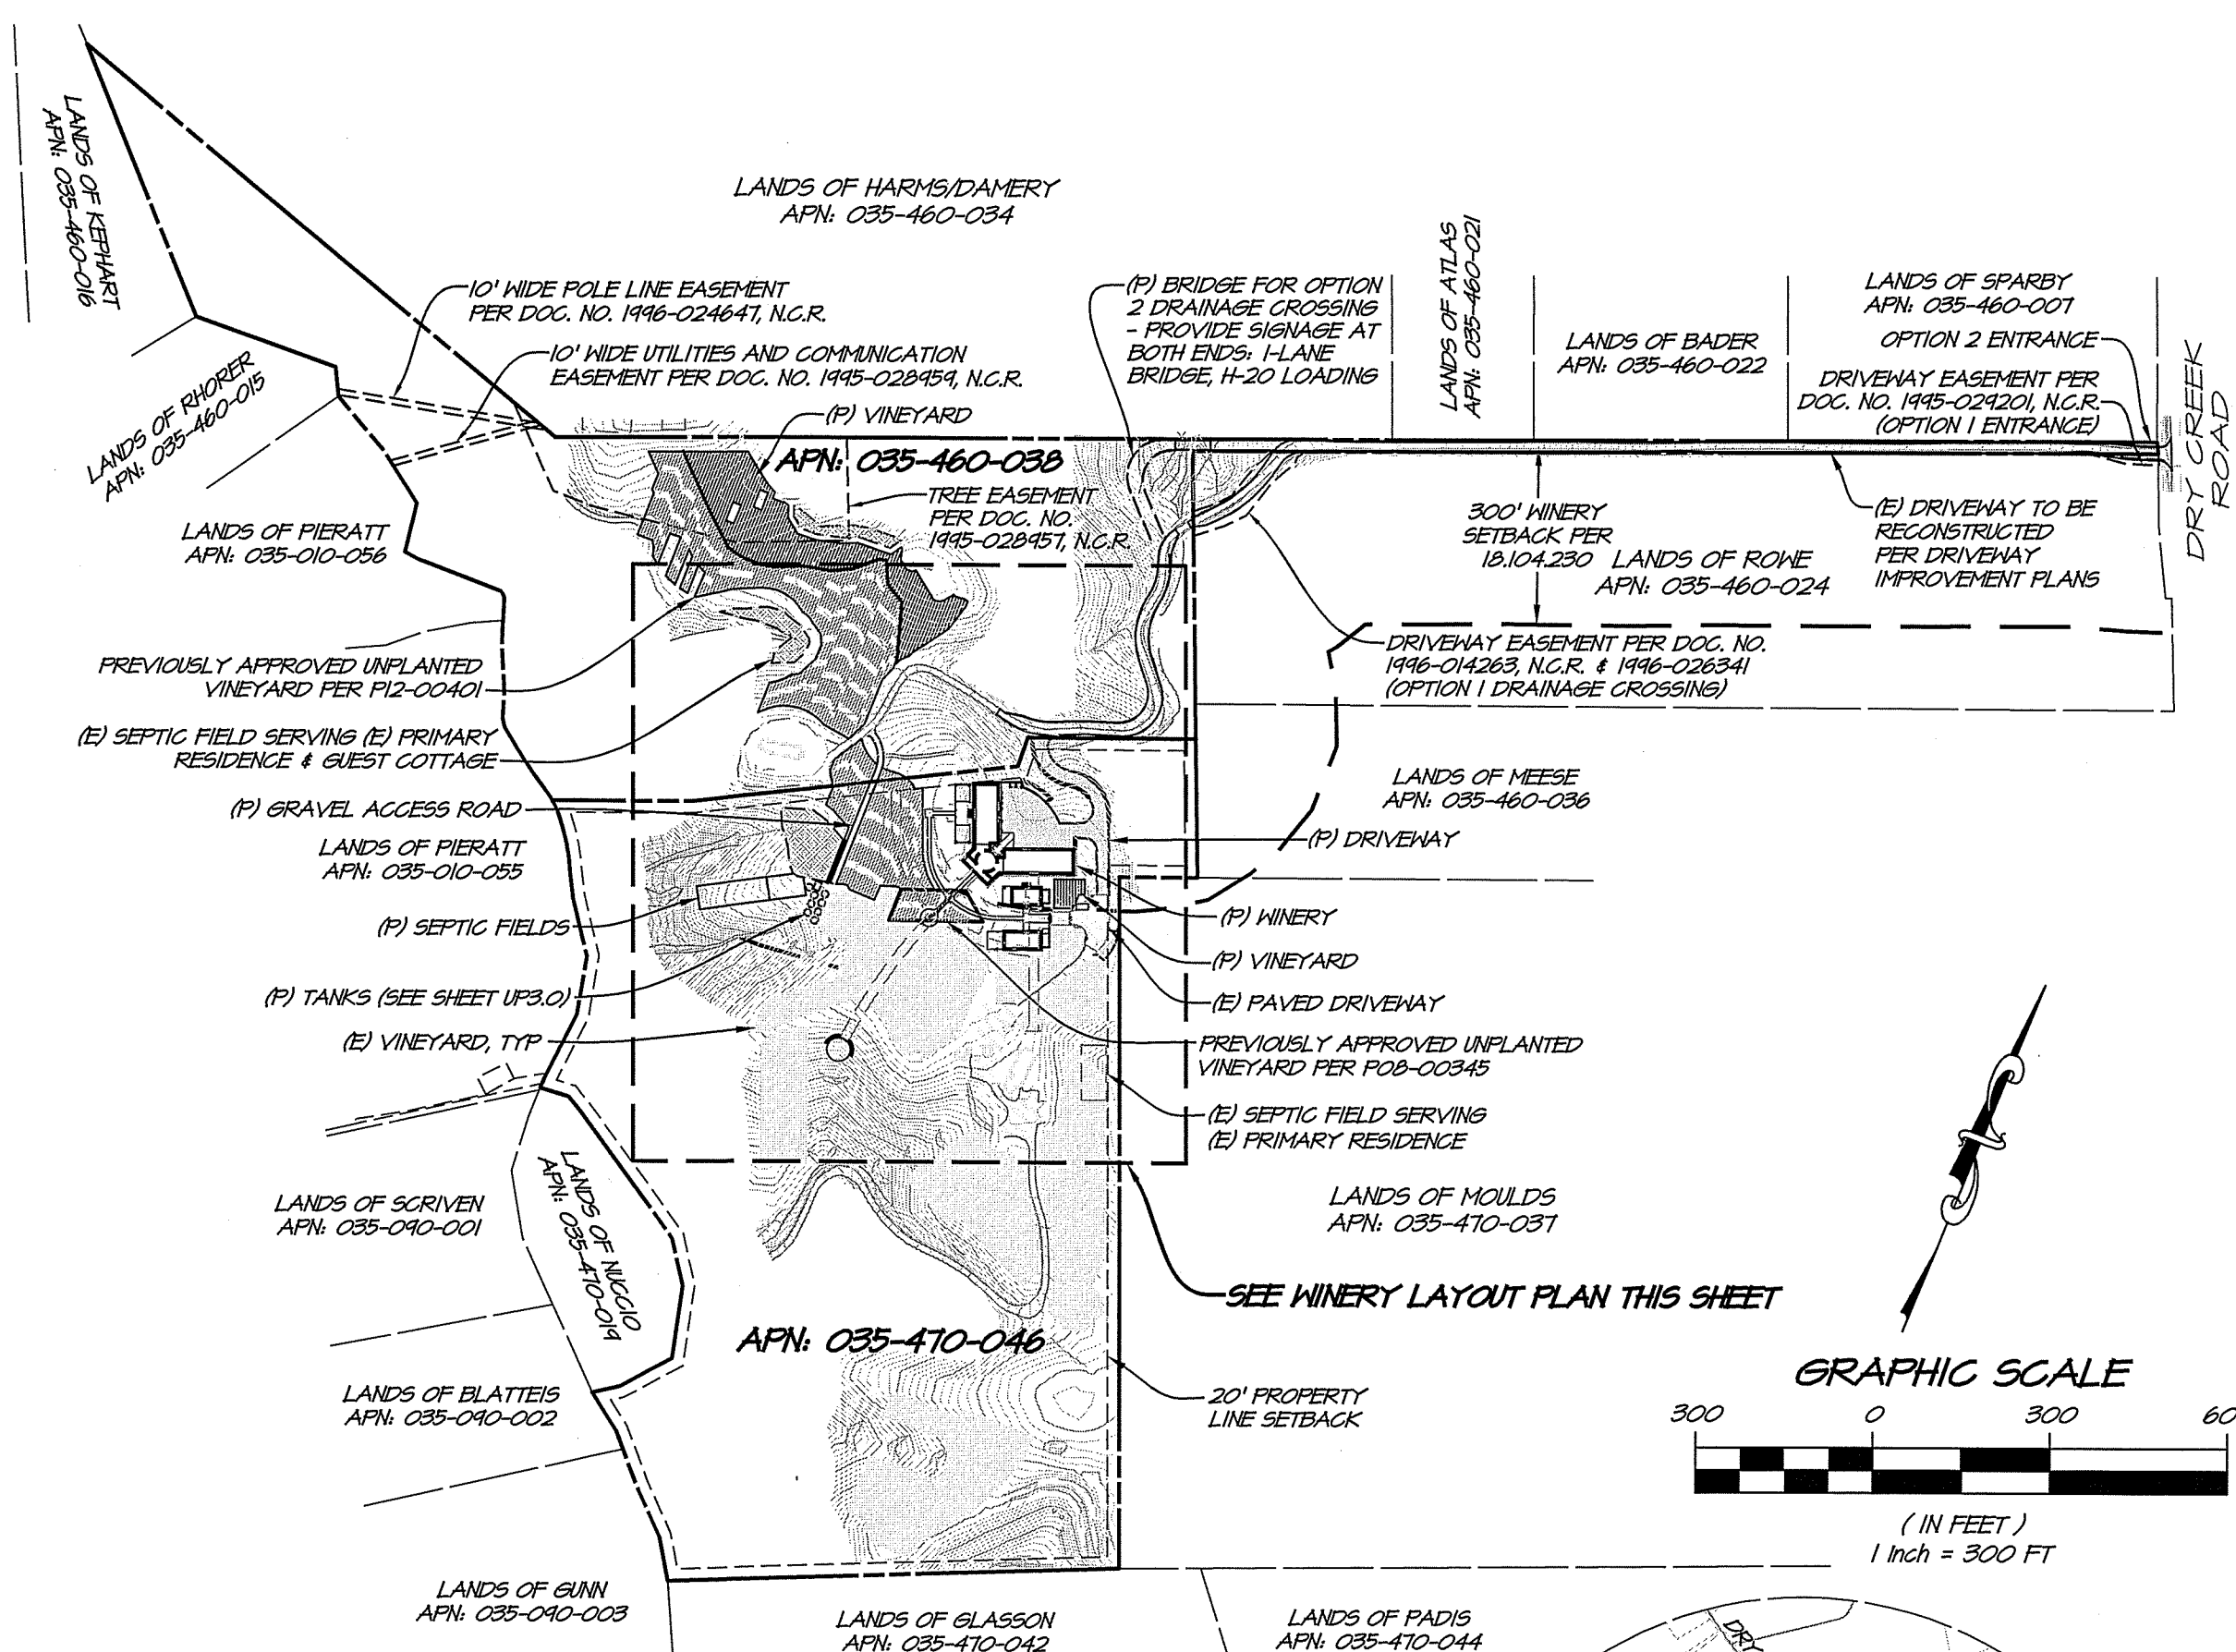 LANDS OF KEPHART
APN: 035-460-016
LANDS OF HARMS/DAMERY
APN: 035-460-034
10' WIDE POLE LINE EASEMENT
PER DOC. NO. 1996-024647, N.C.R.
10' WIDE UTILITIES AND COMMUNICATION
EASEMENT PER DOC. NO. 1995-028959, N.C.R.
(P) VINEYARD
APN: 035-460-038
TREE EASEMENT
PER DOC. NO.
1995-028957, N.C.R.
(P) BRIDGE FOR OPTION
2 DRAINAGE CROSSING
- PROVIDE SIGNAGE AT
BOTH ENDS: 1-LANE
BRIDGE, H-20 LOADING
LANDS OF ATLAS
APN: 035-460-021
LANDS OF BADER
APN: 035-460-022
LANDS OF SPARBY
APN: 035-460-007
OPTION 2 ENTRANCE
DRIVEWAY EASEMENT PER
DOC. NO. 1995-029201, N.C.R.
(OPTION 1 ENTRANCE)
DRY CREEK
ROAD
LANDS OF RHORER
APN: 035-460-015
LANDS OF PIERATT
APN: 035-010-056
300' WINERY
SETBACK PER
18.104.230
LANDS OF ROWE
APN: 035-460-024
(E) DRIVEWAY TO BE
RECONSTRUCTED
PER DRIVEWAY
IMPROVEMENT PLANS
DRIVEWAY EASEMENT PER DOC. NO.
1996-014263, N.C.R. & 1996-026341
(OPTION 1 DRAINAGE CROSSING)
PREVIOUSLY APPROVED UNPLANTED
VINEYARD PER P12-00401
(E) SEPTIC FIELD SERVING (E) PRIMARY
RESIDENCE & GUEST COTTAGE
(P) GRAVEL ACCESS ROAD
LANDS OF PIERATT
APN: 035-010-055
(P) SEPTIC FIELDS
(P) TANKS (SEE SHEET UP3.0)
(E) VINEYARD, TYP
LANDS OF MEESE
APN: 035-460-036
(P) DRIVEWAY
(P) WINERY
(P) VINEYARD
(E) PAVED DRIVEWAY
PREVIOUSLY APPROVED UNPLANTED
VINEYARD PER P08-00345
(E) SEPTIC FIELD SERVING
(E) PRIMARY RESIDENCE
LANDS OF SCRIVEN
APN: 035-090-001
LANDS OF NUCCIO
APN: 035-470-019
LANDS OF MOULDS
APN: 035-470-037
SEE WINERY LAYOUT PLAN THIS SHEET
APN: 035-470-046
LANDS OF BLATTEIS
APN: 035-090-002
20' PROPERTY
LINE SETBACK
GRAPHIC SCALE
300 0 300 60
( IN FEET )
1 Inch = 300 FT
LANDS OF GUNN
APN: 035-090-003
LANDS OF GLASSON
APN: 035-470-042
LANDS OF PADIS
APN: 035-470-044
DRY